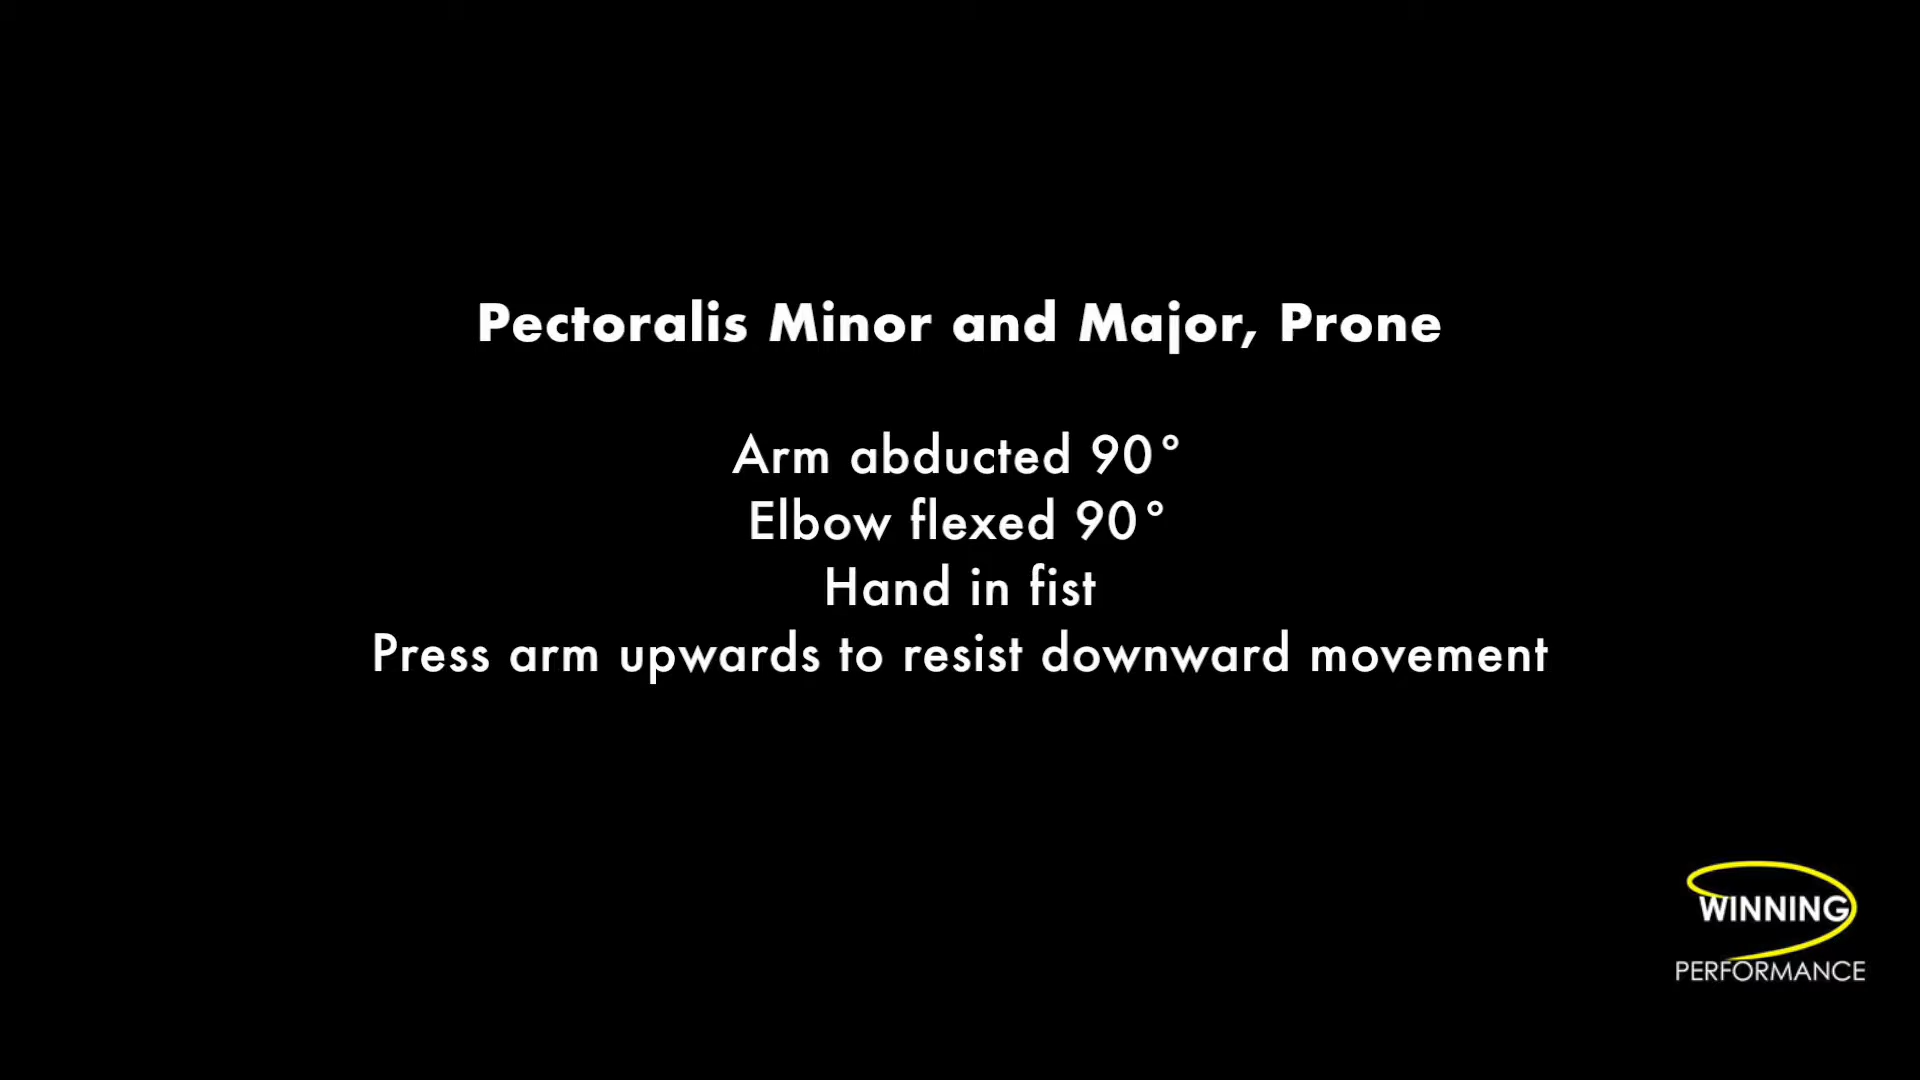 Pectoralis Minor and Major, Prone
Arm abducted 90°
Elbow flexed 90°
Hand in fist
Press arm upwards to resist downward movement
WINNING
PERFORMANCE